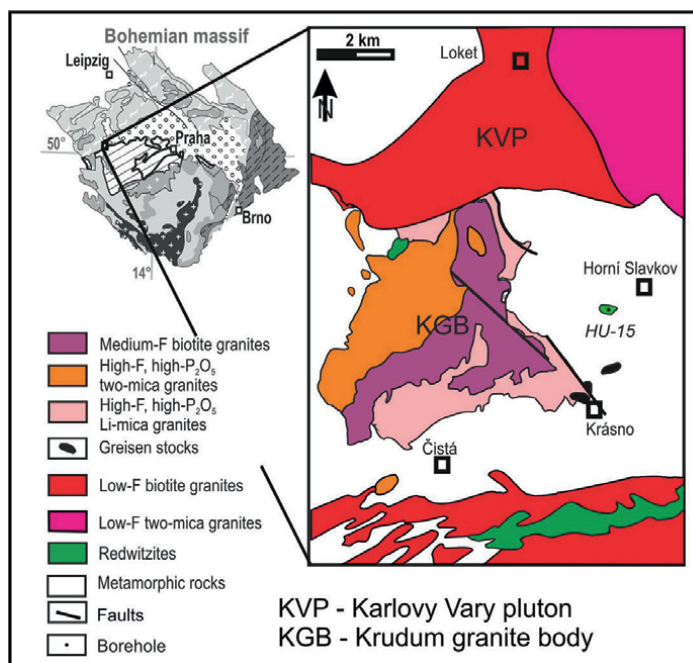 Bohemian massif
Leipzig
50°
Praha
Brno
14°
2 km
N
Loket
KVP
Horní Slavkov
HU-15
KGB
Krásno
Čistá
Medium-F biotite granites
High-F, high-P₂O₅
two-mica granites
High-F, high-P₂O₅
Li-mica granites
Greisen stocks
Low-F biotite granites
Low-F two-mica granites
Redwitzites
Metamorphic rocks
Faults
Borehole
KVP - Karlovy Vary pluton
KGB - Krudum granite body